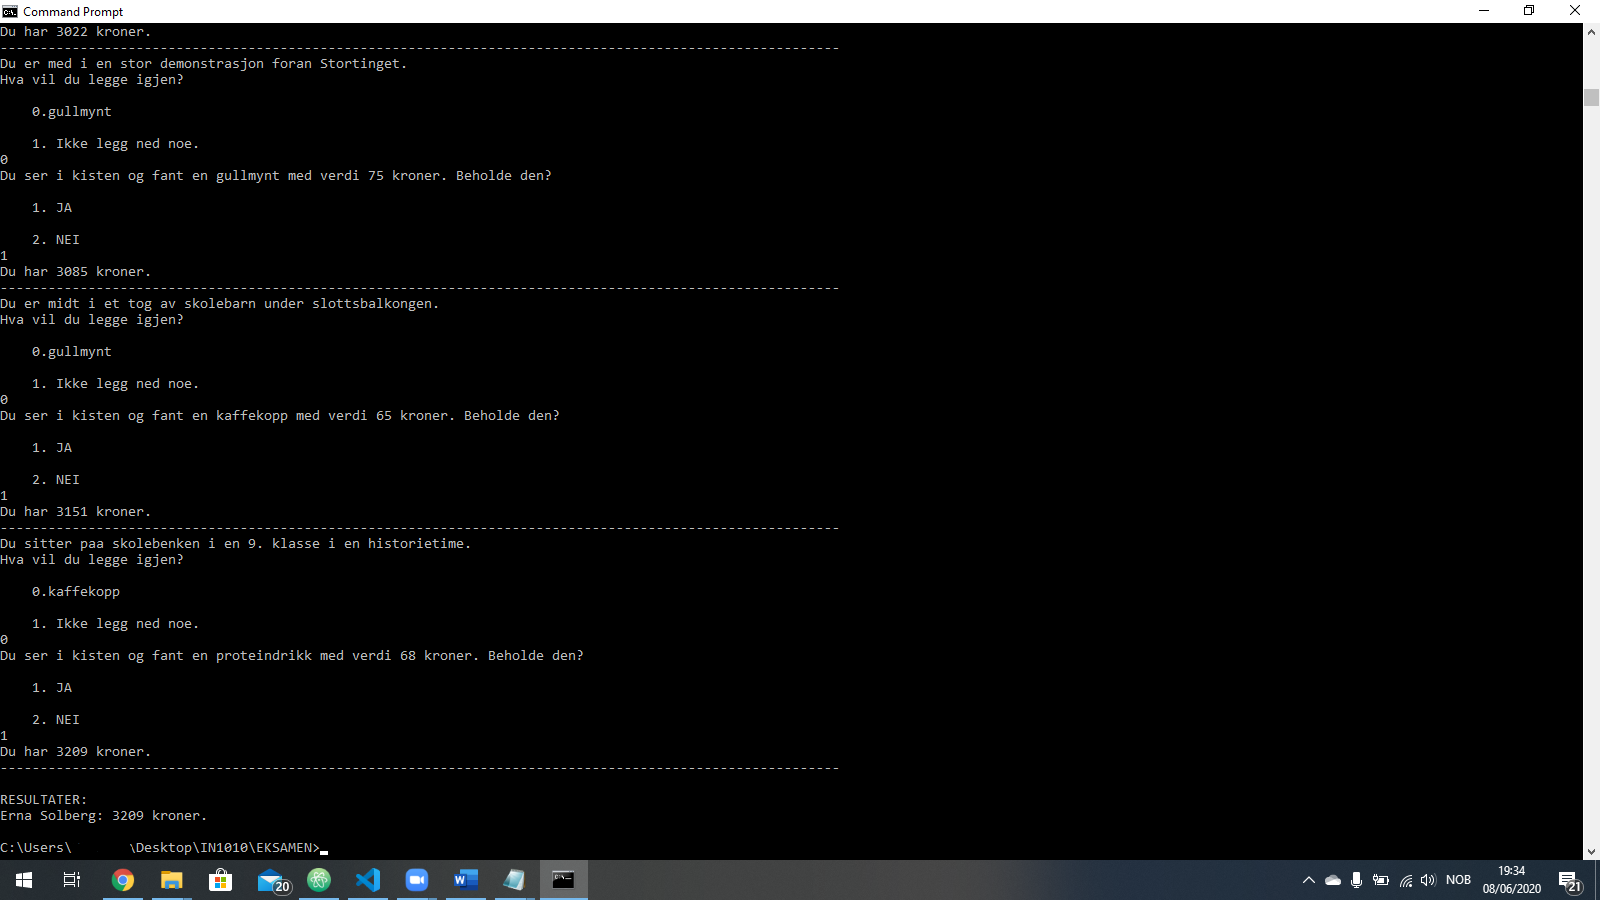 Command Prompt
Du har 3022 kroner.
---------------------------------------------------------------------------------------------------------
Du er med i en stor demonstrasjon foran Stortinget.
Hva vil du legge igjen?
0.gullmynt
1. Ikke legg ned noe.
0
Du ser i kisten og fant en gullmynt med verdi 75 kroner. Beholde den?
1. JA
2. NEI
1
Du har 3085 kroner.
---------------------------------------------------------------------------------------------------------
Du er midt i et tog av skolebarn under slottsbalkongen.
Hva vil du legge igjen?
0.gullmynt
1. Ikke legg ned noe.
0
Du ser i kisten og fant en kaffekopp med verdi 65 kroner. Beholde den?
1. JA
2. NEI
1
Du har 3151 kroner.
---------------------------------------------------------------------------------------------------------
Du sitter paa skolebenken i en 9. klasse i en historietime.
Hva vil du legge igjen?
0.kaffekopp
1. Ikke legg ned noe.
0
Du ser i kisten og fant en proteindrikk med verdi 68 kroner. Beholde den?
1. JA
2. NEI
1
Du har 3209 kroner.
---------------------------------------------------------------------------------------------------------
RESULTATER:
Erna Solberg: 3209 kroner.
C:\Users\ \Desktop\IN1010\EKSAMEN>
20
NOB
19:34
08/06/2020
21